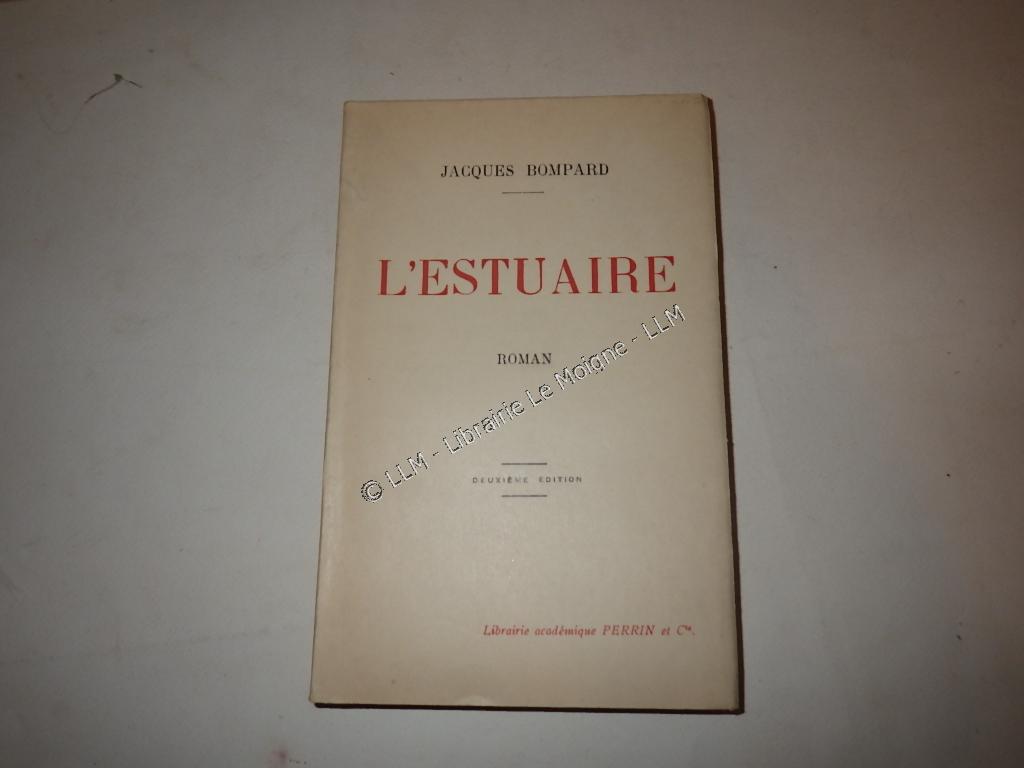 JACQUES BOMPARD
L'ESTUAIRE
ROMAN
© LLM - Librairie Le Moigne - LLM
DEUXIÈME ÉDITION
Librairie académique PERRIN et Cie.